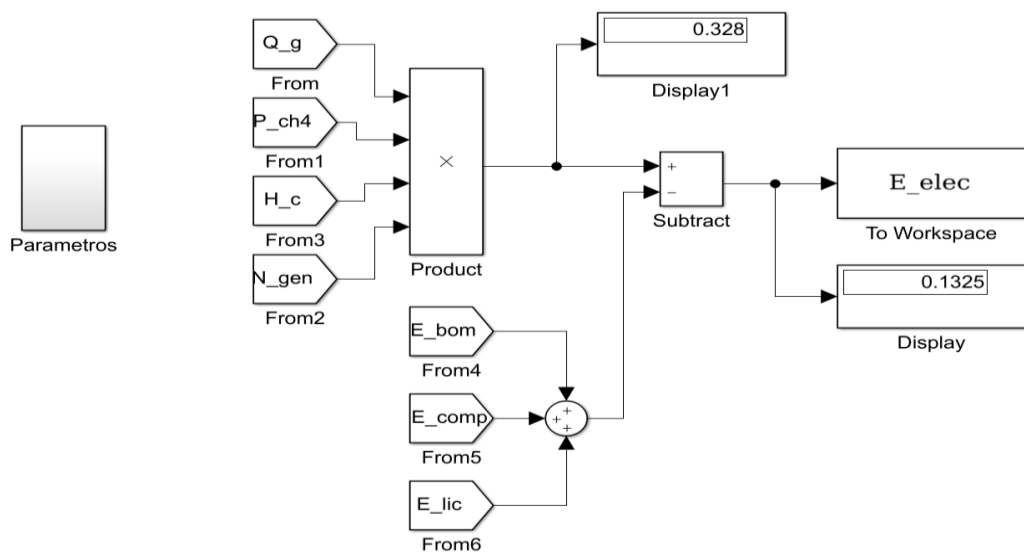 Q_g
From
P_ch4
From1
H_c
From3
N_gen
From2
×
Product
0.328
Display1
Parametros
+
−
Subtract
E_elec
To Workspace
0.1325
Display
E_bom
From4
E_comp
From5
E_lic
From6
+
+
+